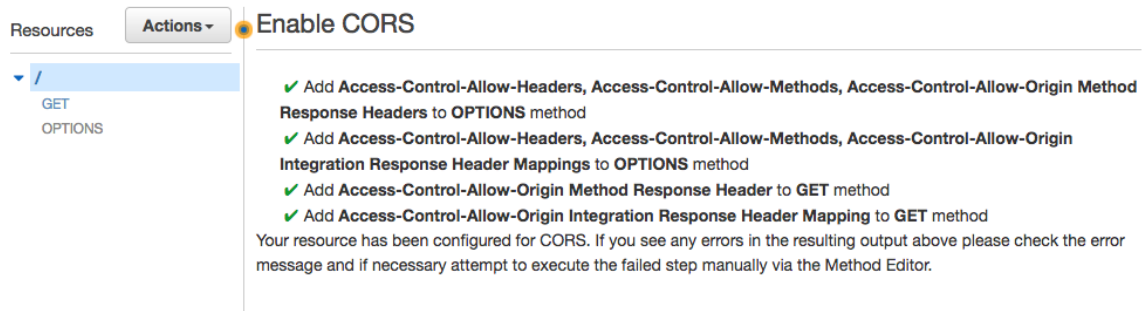 Resources
Actions
/
GET
OPTIONS
Enable CORS
✔ Add Access-Control-Allow-Headers, Access-Control-Allow-Methods, Access-Control-Allow-Origin Method
Response Headers to OPTIONS method
✔ Add Access-Control-Allow-Headers, Access-Control-Allow-Methods, Access-Control-Allow-Origin
Integration Response Header Mappings to OPTIONS method
✔ Add Access-Control-Allow-Origin Method Response Header to GET method
✔ Add Access-Control-Allow-Origin Integration Response Header Mapping to GET method
Your resource has been configured for CORS. If you see any errors in the resulting output above please check the error
message and if necessary attempt to execute the failed step manually via the Method Editor.